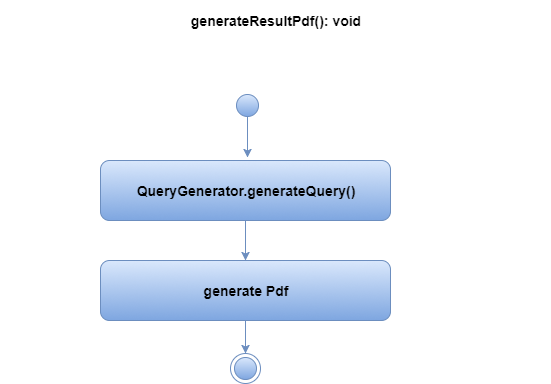 generateResultPdf(): void
QueryGenerator.generateQuery()
generate Pdf